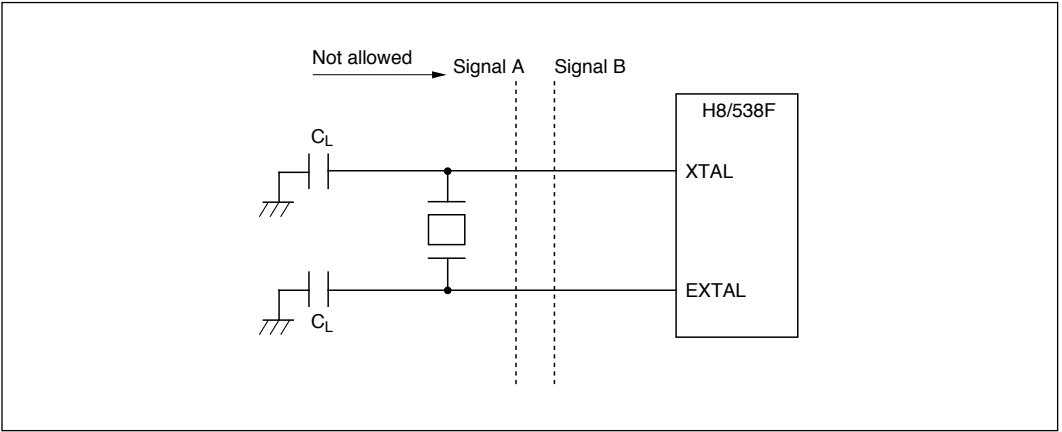 Not allowed
Signal A
Signal B
H8/538F
CL
XTAL
EXTAL
CL